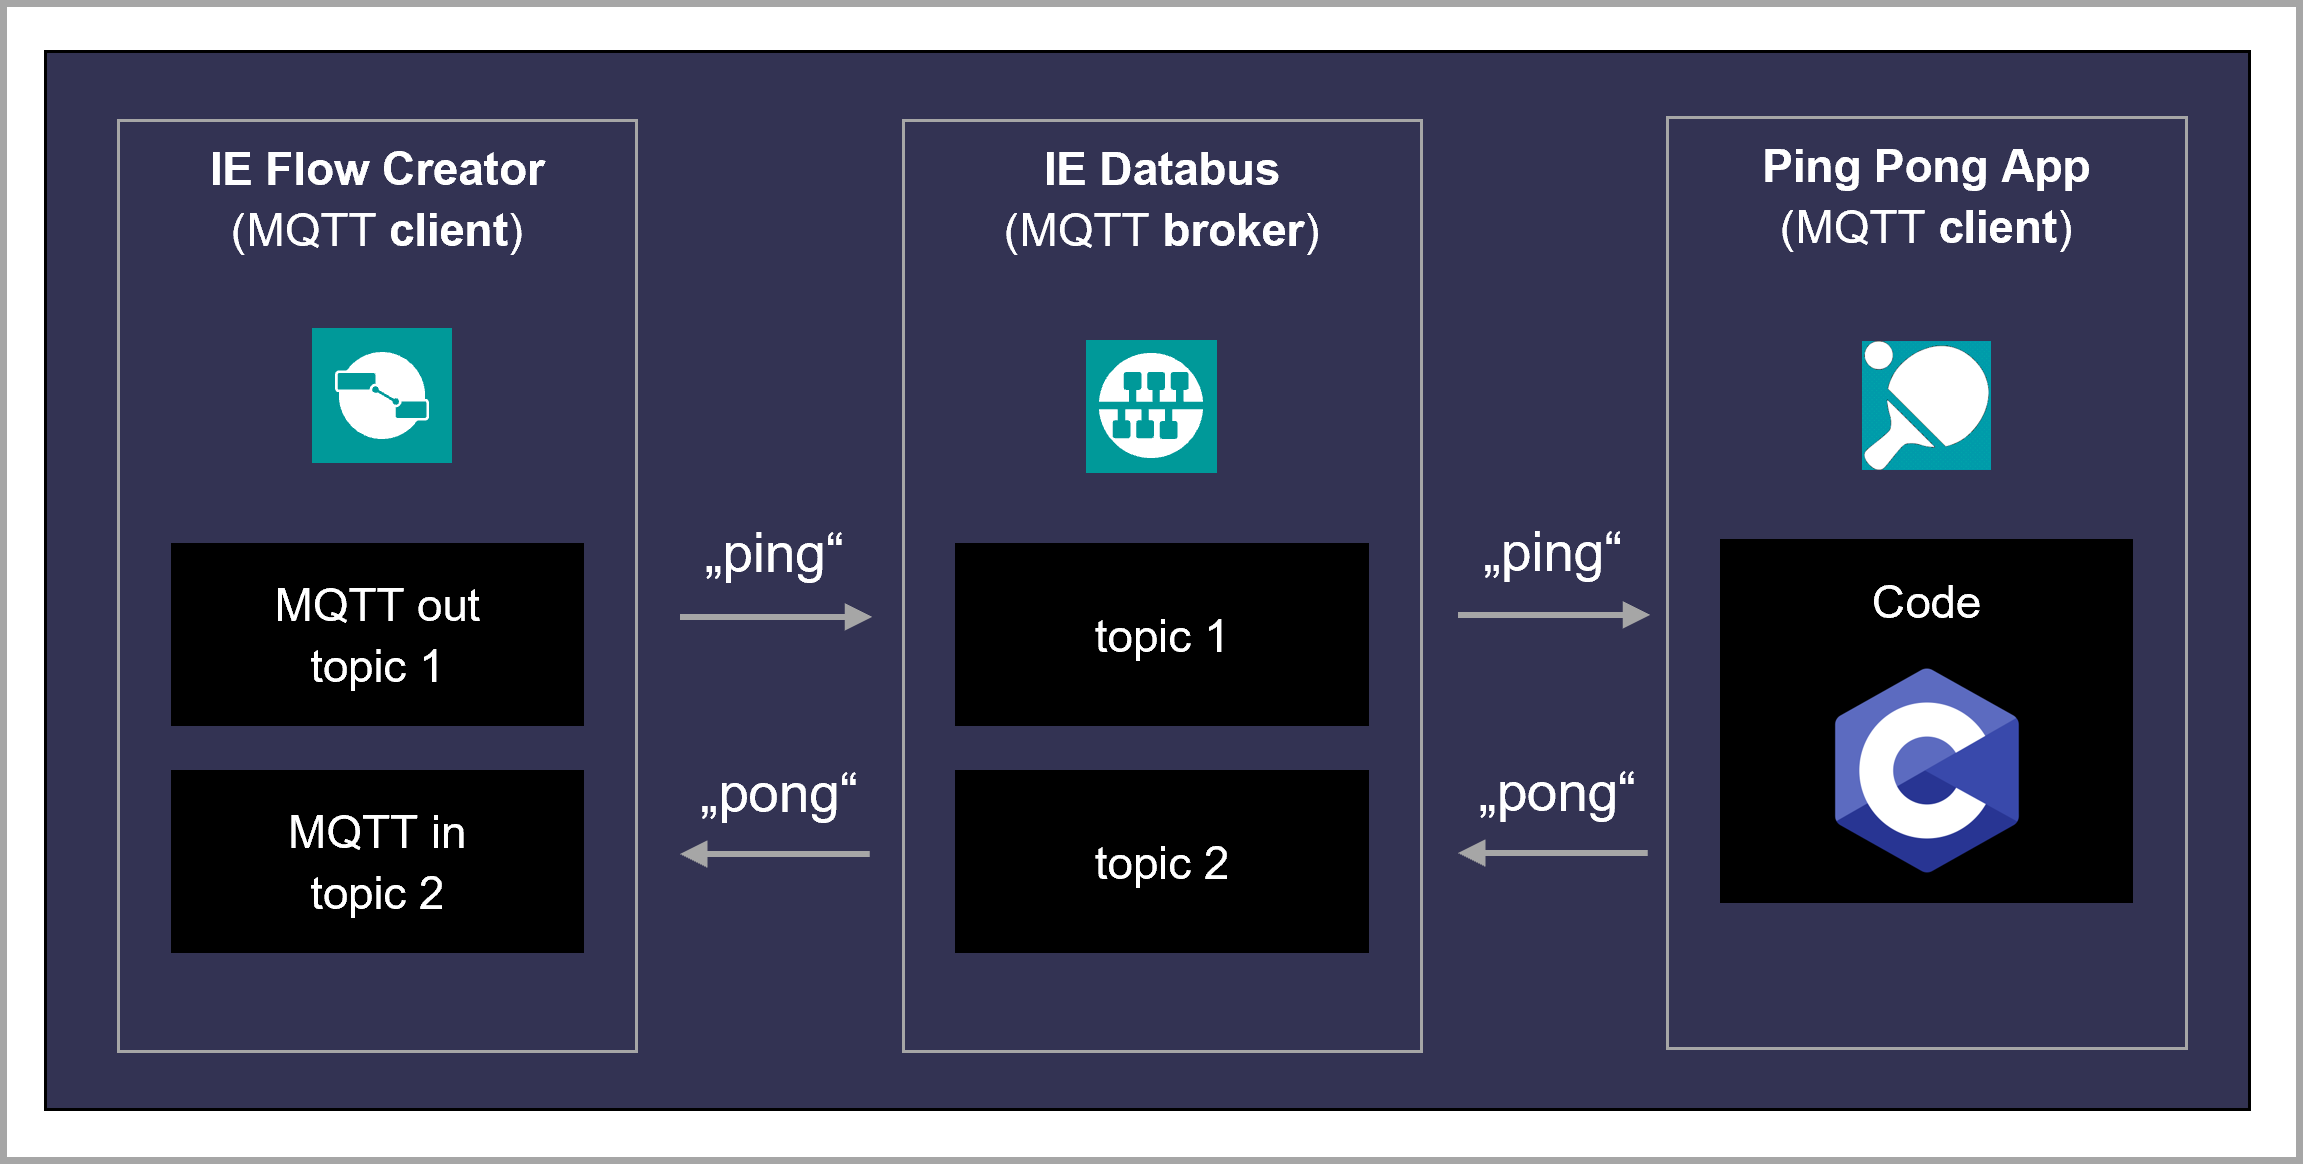 IE Flow Creator
(MQTT client)
MQTT out
topic 1
MQTT in
topic 2
„ping“
„pong“
IE Databus
(MQTT broker)
topic 1
topic 2
„ping“
„pong“
Ping Pong App
(MQTT client)
Code
C